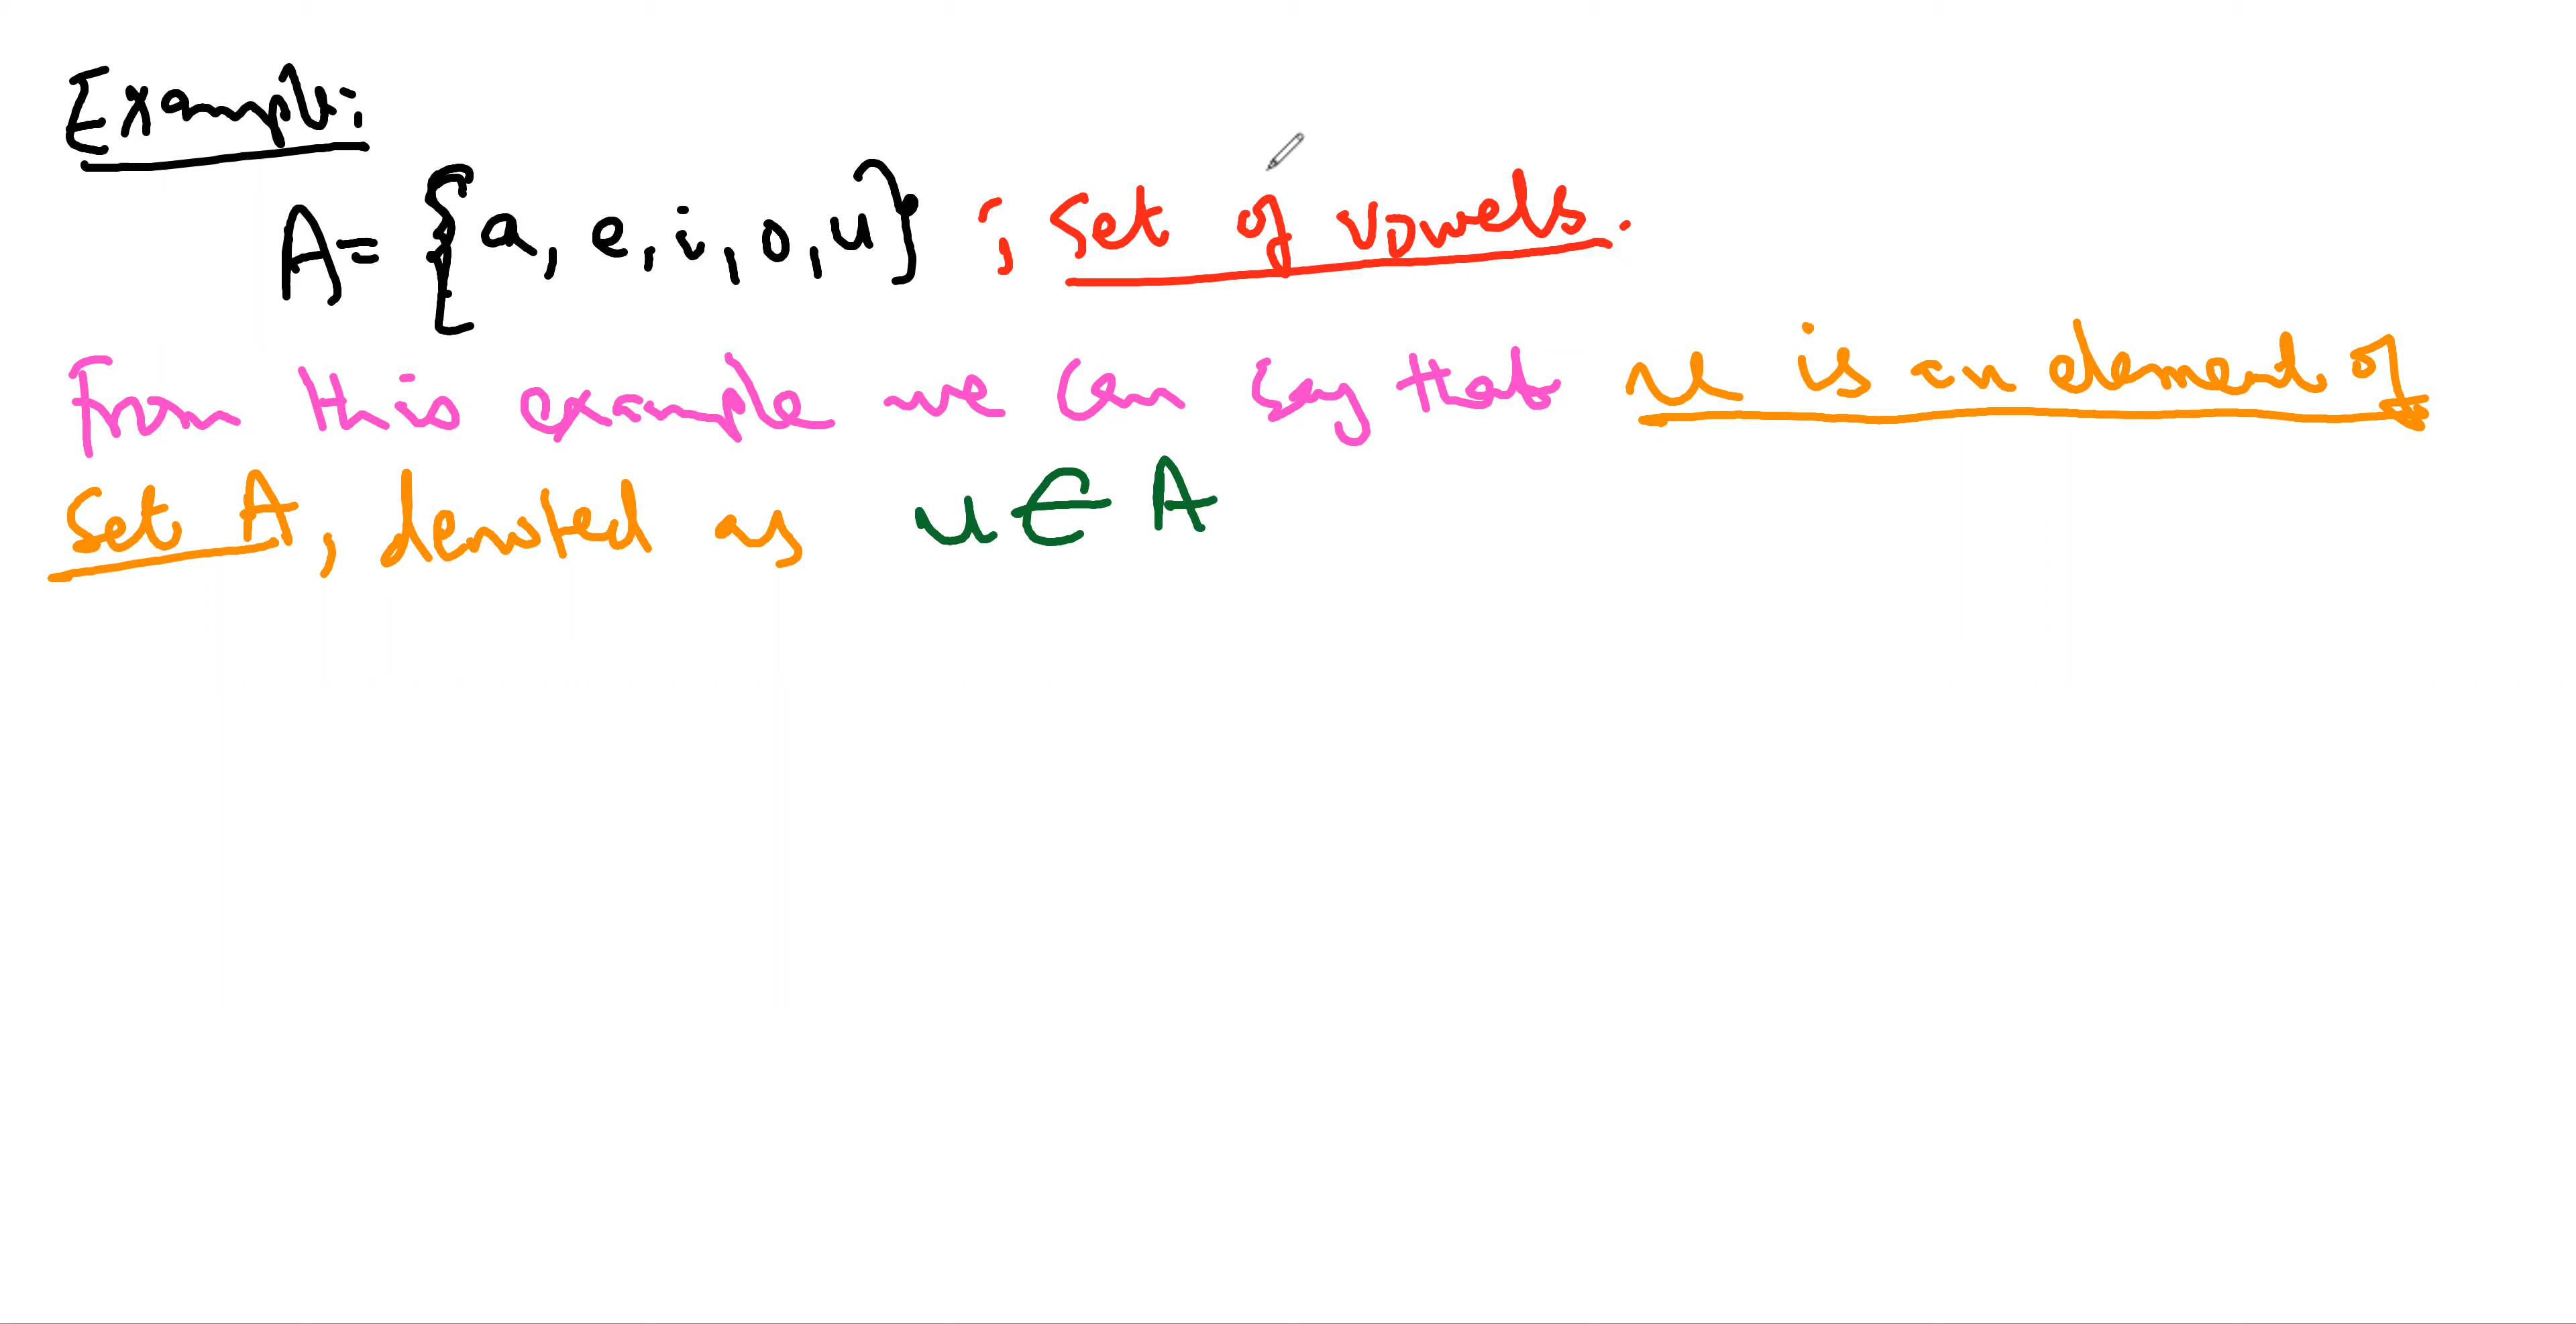 Example:
A = {a, e, i, o, u} ; set of vowels.
From this example we can say that u is an element of
set A, denoted as u ∈ A